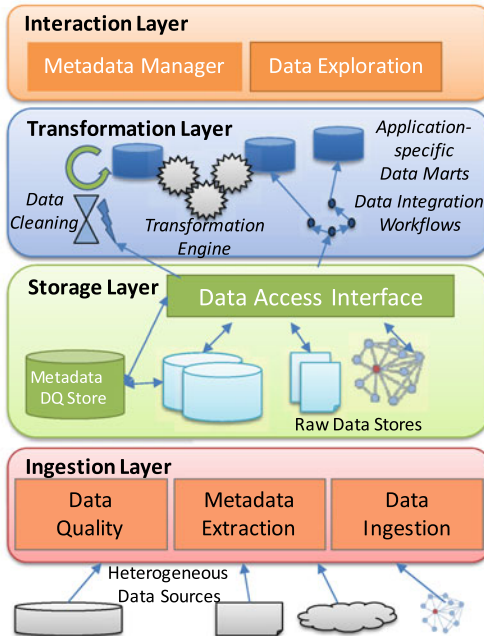 Interaction Layer
Metadata Manager
Data Exploration
Transformation Layer
Application-
specific
Data Marts
Data
Cleaning
Transformation
Engine
Data Integration
Workflows
Storage Layer
Data Access Interface
Metadata
DQ Store
Raw Data Stores
Ingestion Layer
Data
Quality
Metadata
Extraction
Data
Ingestion
Heterogeneous
Data Sources